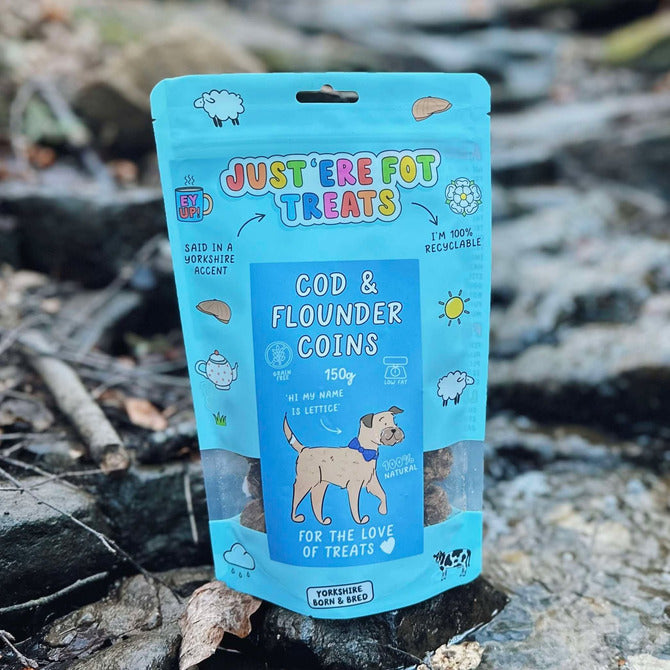 JUST 'ERE FOT
TREATS
EY
UP!
SAID IN A
YORKSHIRE
ACCENT
I'M 100%
RECYCLABLE
COD &
FLOUNDER
COINS
150g
GRAIN
FREE
LOW FAT
'HI MY NAME
IS LETTICE'
100%
NATURAL
FOR THE LOVE
OF TREATS
YORKSHIRE
BORN & BRED